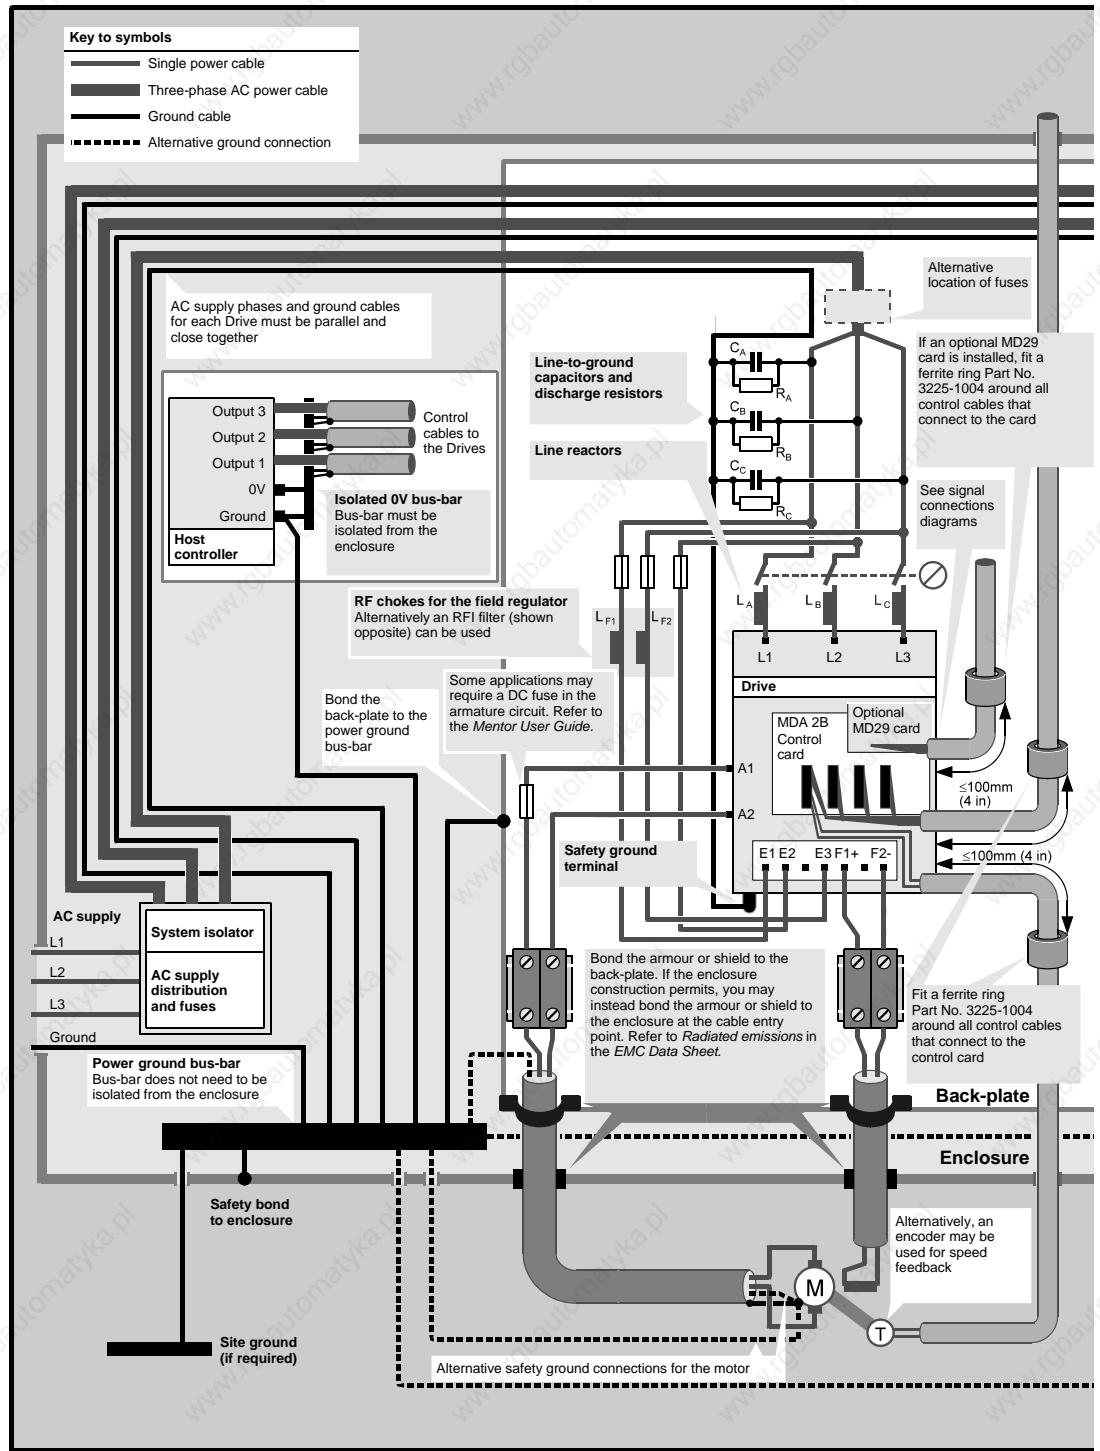 Key to symbols
Single power cable
Three-phase AC power cable
Ground cable
Alternative ground connection
AC supply phases and ground cables
for each Drive must be parallel and
close together
Alternative
location of fuses
If an optional MD29
card is installed, fit a
ferrite ring Part No.
3225-1004 around all
control cables that
connect to the card
Line-to-ground
capacitors and
discharge resistors
Line reactors
CA
RA
CB
RB
CC
RC
Output 3
Output 2
Output 1
0V
Ground
Host
controller
Control
cables to
the Drives
Isolated 0V bus-bar
Bus-bar must be
isolated from the
enclosure
See signal
connections
diagrams
RF chokes for the field regulator
Alternatively an RFI filter (shown
opposite) can be used
LF1
LF2
LA
LB
LC
L1
L2
L3
Drive
Some applications may
require a DC fuse in the
armature circuit. Refer to
the Mentor User Guide.
Bond the
back-plate to the
power ground
bus-bar
MDA 2B
Control
card
Optional
MD29 card
A1
A2
≤100mm
(4 in)
≤100mm (4 in)
Safety ground
terminal
E1 E2 E3 F1+ F2-
AC supply
L1
L2
L3
Ground
System isolator
AC supply
distribution
and fuses
Bond the armour or shield to the
back-plate. If the enclosure
construction permits, you may
instead bond the armour or shield to
the enclosure at the cable entry
point. Refer to Radiated emissions in
the EMC Data Sheet.
Fit a ferrite ring
Part No. 3225-1004
around all control cables
that connect to the
control card
Power ground bus-bar
Bus-bar does not need to be
isolated from the enclosure
Back-plate
Enclosure
Safety bond
to enclosure
Alternatively, an
encoder may be
used for speed
feedback
M
T
Site ground
(if required)
Alternative safety ground connections for the motor
www.rgbautomatyka.pl